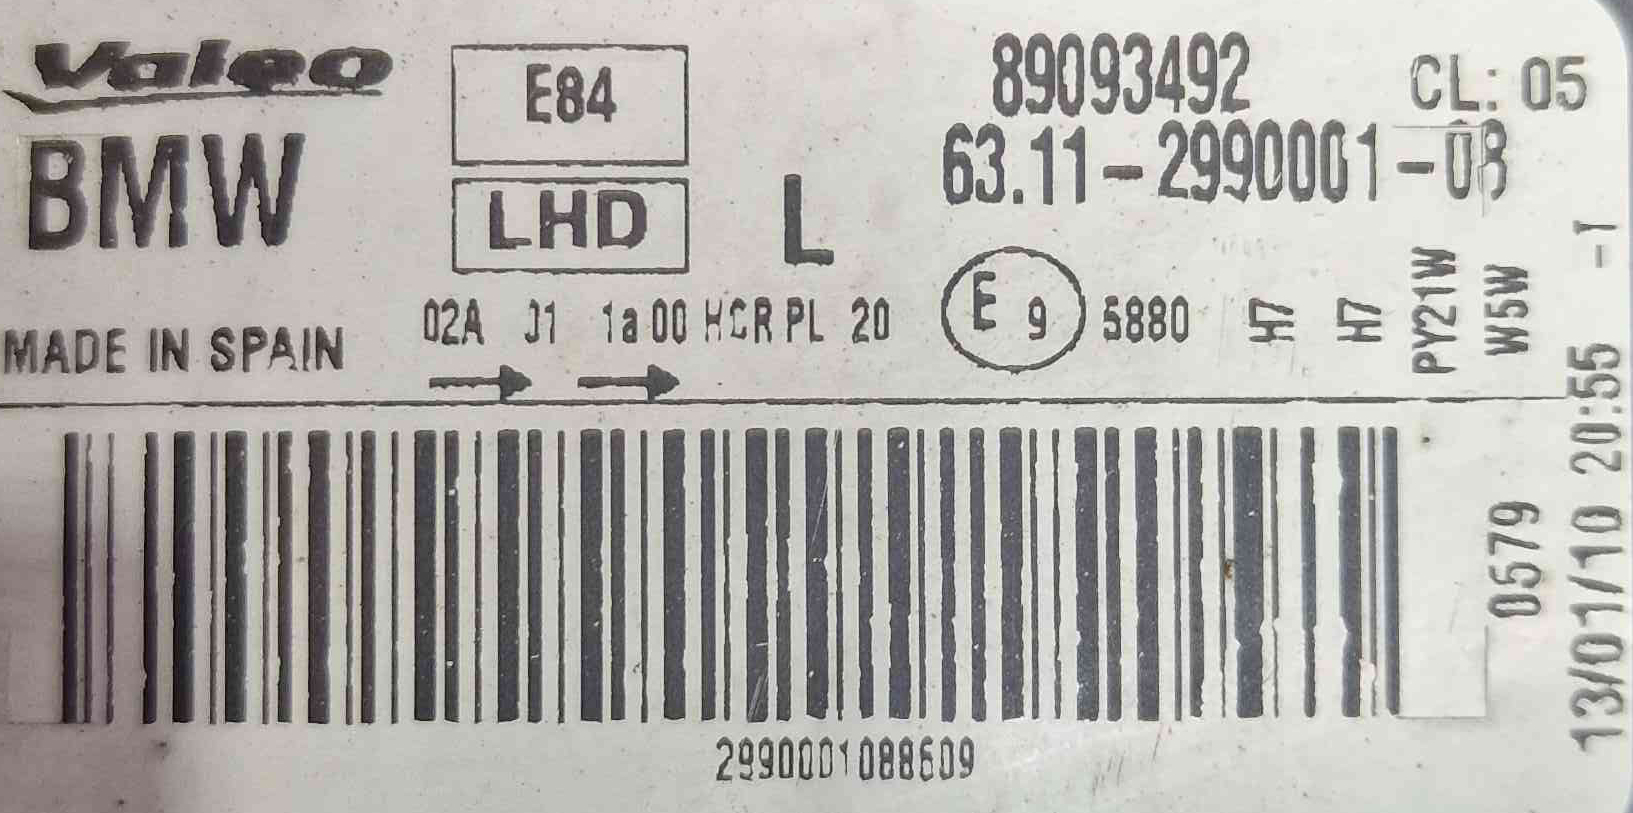 Valeo
BMW
MADE IN SPAIN
E84
LHD
L
89093492
CL: 05
63.11-2990001-08
02A 01 1a 00 HCR PL 20
E 9 5880
H7
H7
PY21W
W5W
0579
13/01/10 20:55 -T
2990001088609